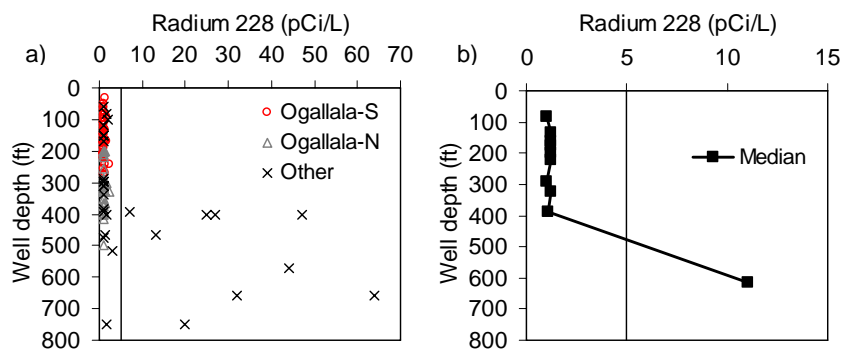 Radium 228 (pCi/L)
a)
0 10 20 30 40 50 60 70
Well depth (ft)
0
100
200
300
400
500
600
700
800
Ogallala-S
Ogallala-N
Other
Radium 228 (pCi/L)
b)
0 5 10 15
Well depth (ft)
0
100
200
300
400
500
600
700
800
Median